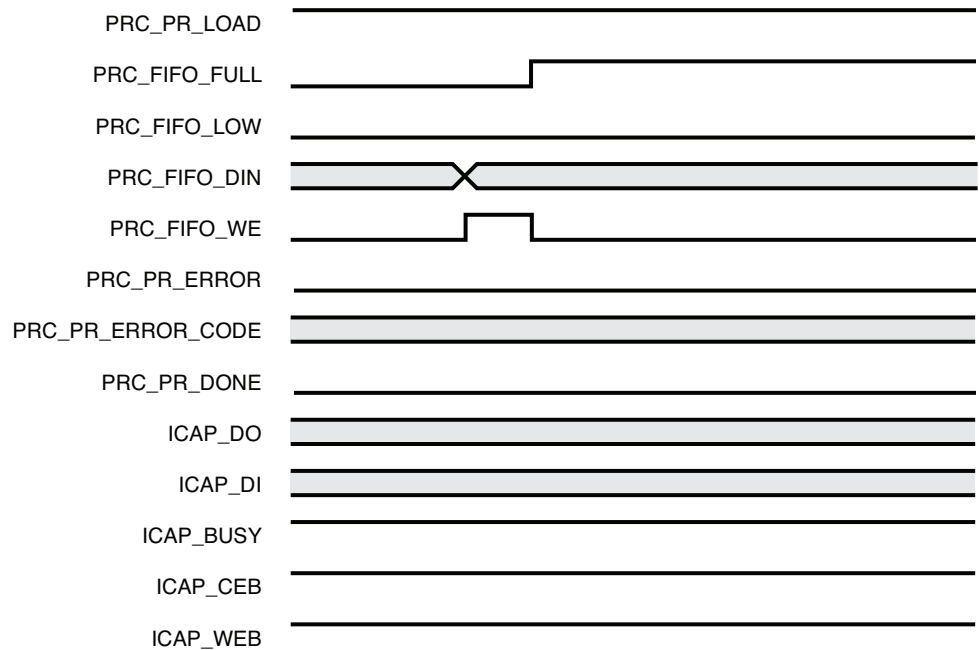 PRC_PR_LOAD
PRC_FIFO_FULL
PRC_FIFO_LOW
PRC_FIFO_DIN
PRC_FIFO_WE
PRC_PR_ERROR
PRC_PR_ERROR_CODE
PRC_PR_DONE
ICAP_DO
ICAP_DI
ICAP_BUSY
ICAP_CEB
ICAP_WEB